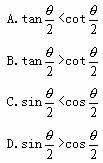 A.tan θ/2 <cot θ/2
B.tan θ/2 >cot θ/2
C.sin θ/2 <cos θ/2
D.sin θ/2 >cos θ/2